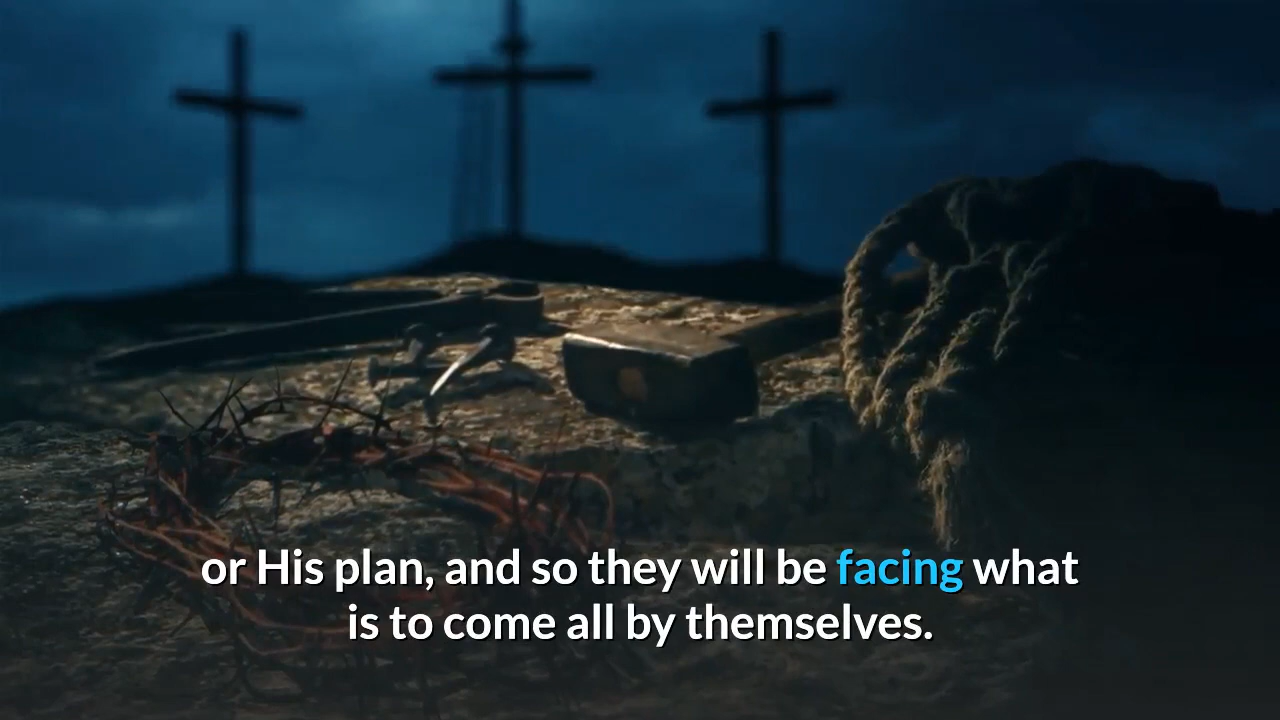 or His plan, and so they will be facing what
is to come all by themselves.